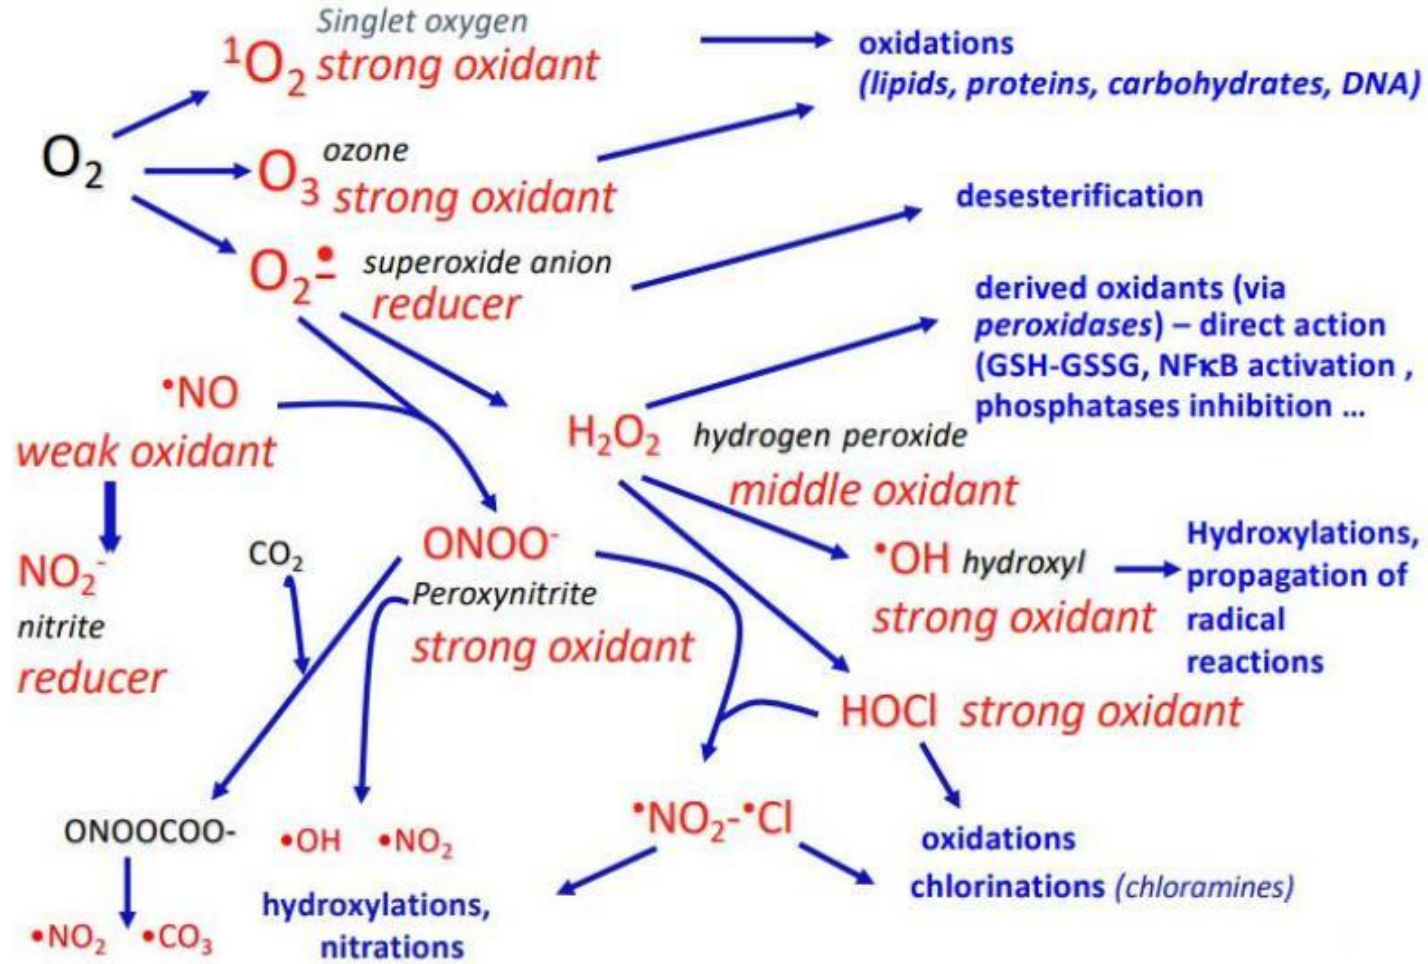 Singlet oxygen
¹O₂ strong oxidant
oxidations
(lipids, proteins, carbohydrates, DNA)
O₂
ozone
O₃ strong oxidant
desesterification
O₂•- superoxide anion
reducer
derived oxidants (via
peroxidases) – direct action
(GSH-GSSG, NFκB activation ,
phosphatases inhibition ...
•NO
weak oxidant
H₂O₂ hydrogen peroxide
middle oxidant
NO₂⁻
nitrite
reducer
CO₂
ONOO⁻
Peroxynitrite
strong oxidant
•OH hydroxyl
strong oxidant
Hydroxylations,
propagation of
radical
reactions
HOCl strong oxidant
ONOOCOO-
•OH •NO₂
•NO₂-•Cl
oxidations
chlorinations (chloramines)
hydroxylations,
nitrations
•NO₂ •CO₃